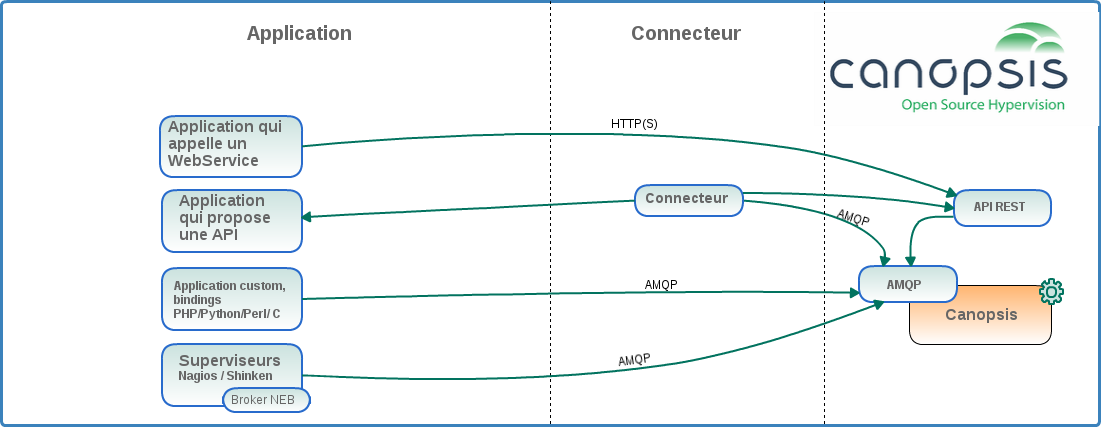 Application
Connecteur
canopsis
Open Source Hypervision
Application qui
appelle un
WebService
HTTP(S)
Application
qui propose
une API
Connecteur
AMQP
API REST
Application custom,
bindings
PHP/Python/Perl/ C
AMQP
AMQP
Canopsis
Superviseurs
Nagios / Shinken
Broker NEB
AMQP